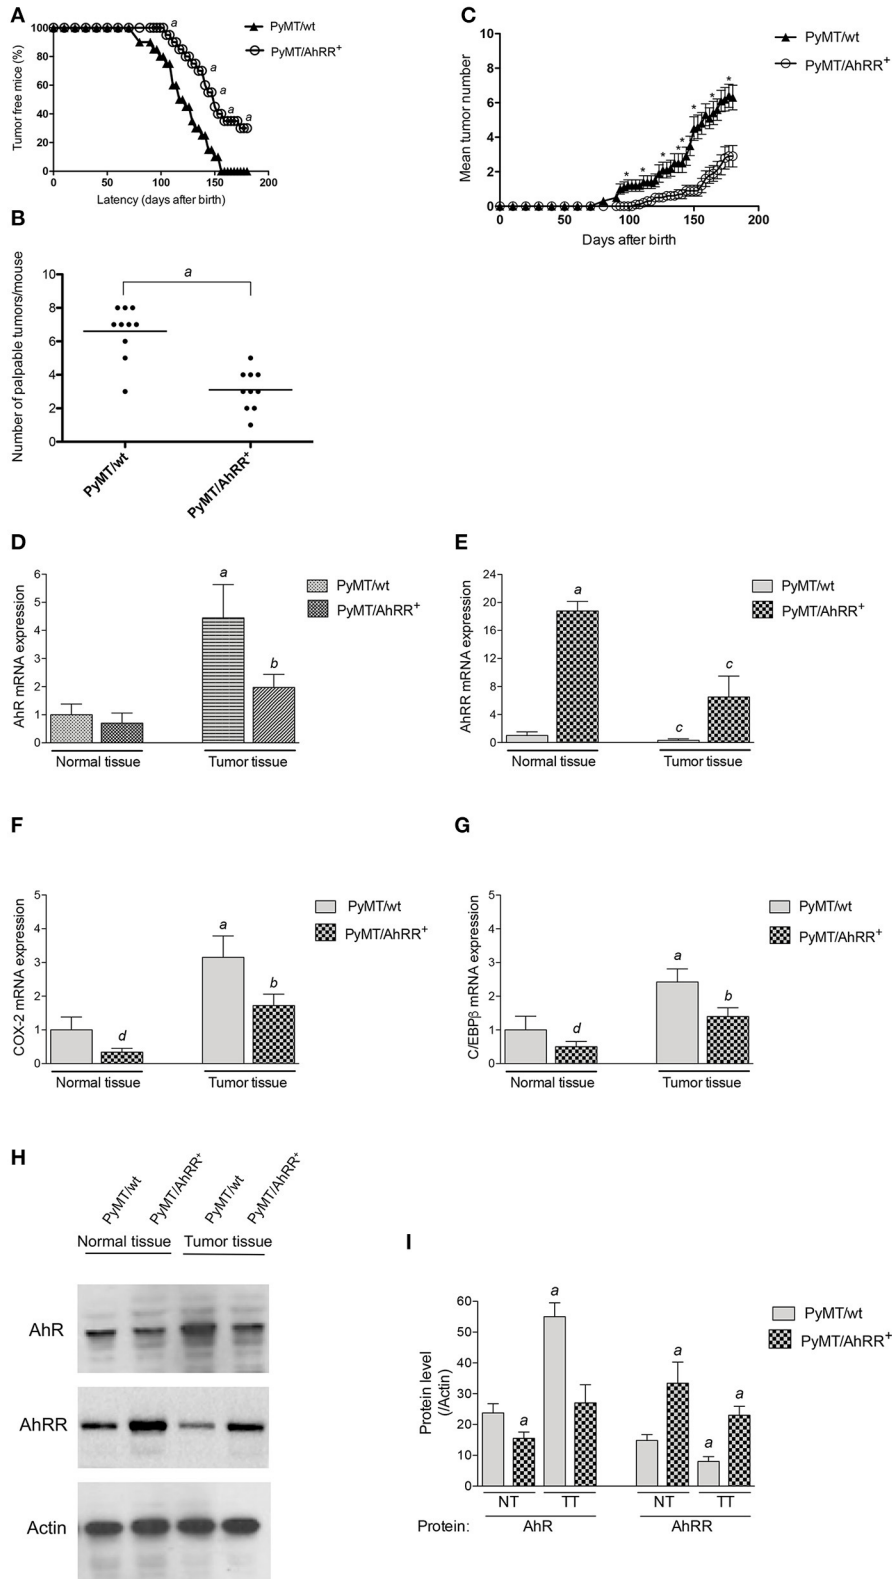 A
Tumor free mice (%)
100
80
60
40
20
0
0 50 100 150 200
Latency (days after birth)
a
a
a
a
PyMT/wt
PyMT/AhRR+
C
Mean tumor number
10
8
6
4
2
0
0 50 100 150 200
Days after birth
* * * * * * * *
PyMT/wt
PyMT/AhRR+
B
Number of palpable tumors/mouse
10
8
6
4
2
0
a
PyMT/wt
PyMT/AhRR+
D
AhR mRNA expression
6
5
4
3
2
1
0
a
b
Normal tissue Tumor tissue
PyMT/wt
PyMT/AhRR+
E
AhRR mRNA expression
24
20
16
12
8
4
0
a
c
c
Normal tissue Tumor tissue
PyMT/wt
PyMT/AhRR+
F
COX-2 mRNA expression
5
4
3
2
1
0
d
a
b
Normal tissue Tumor tissue
PyMT/wt
PyMT/AhRR+
G
C/EBPβ mRNA expression
5
4
3
2
1
0
d
a
b
Normal tissue Tumor tissue
PyMT/wt
PyMT/AhRR+
H
PyMT/wt PyMT/AhRR+ PyMT/wt PyMT/AhRR+
Normal tissue Tumor tissue
AhR
AhRR
Actin
I
Protein level
(/Actin)
60
50
40
30
20
10
0
a
a
a
a
a
NT TT NT TT
Protein: AhR AhRR
PyMT/wt
PyMT/AhRR+